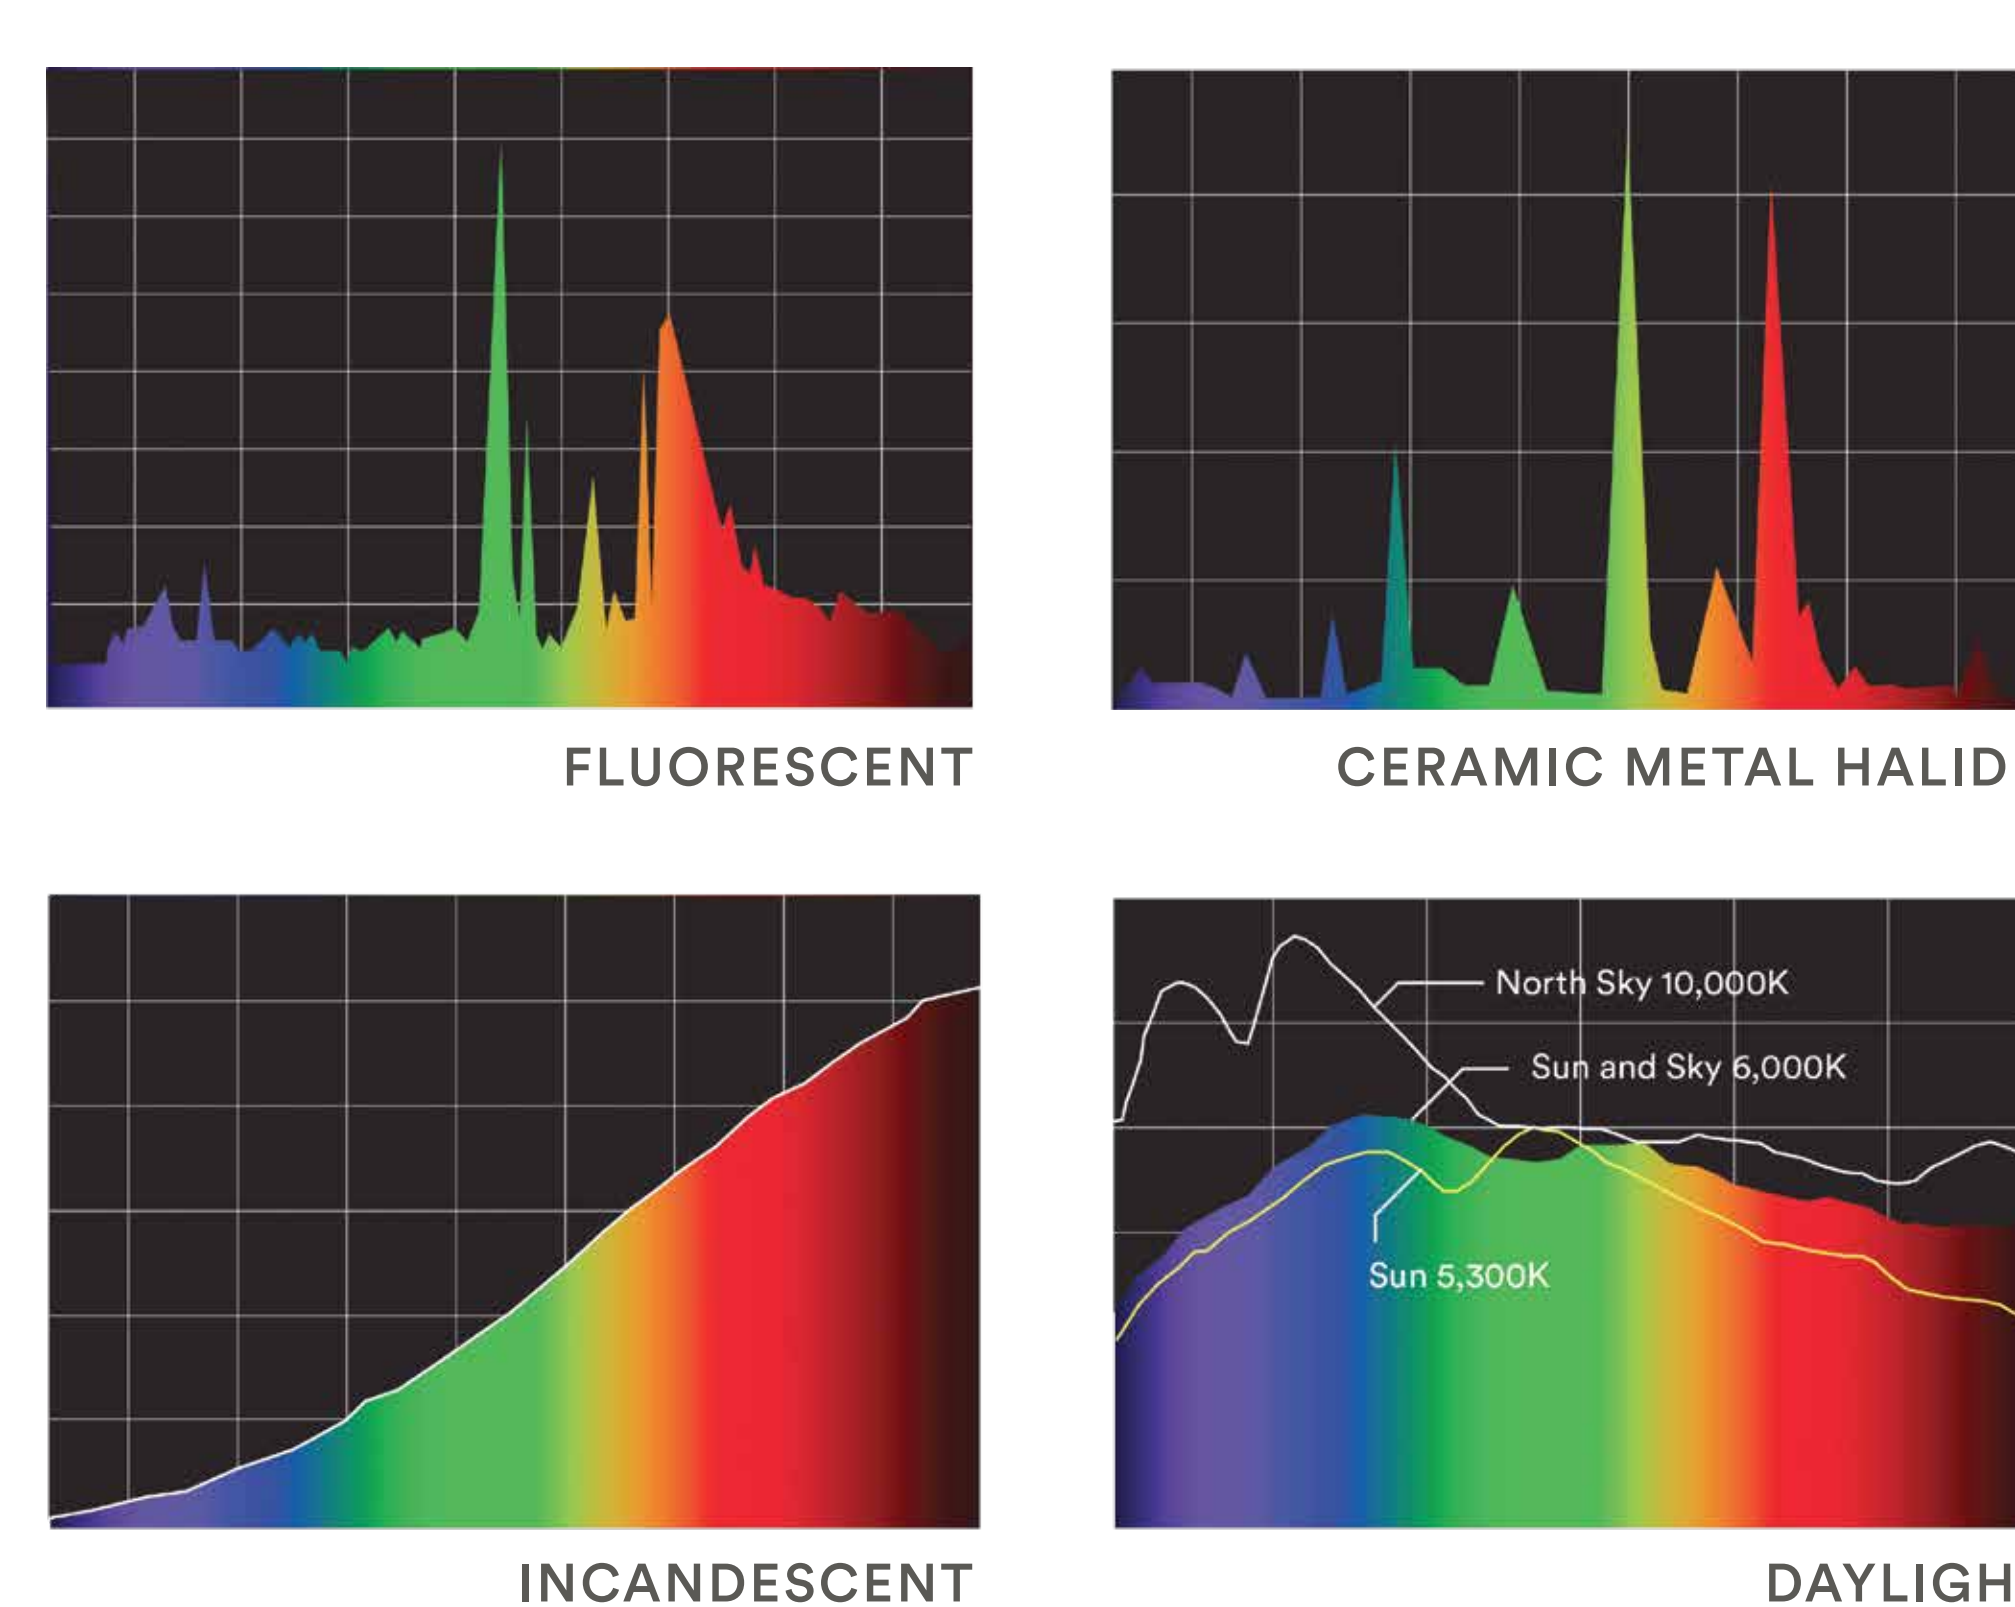 FLUORESCENT
CERAMIC METAL HALID
North Sky 10,000K
Sun and Sky 6,000K
Sun 5,300K
INCANDESCENT
DAYLIGH